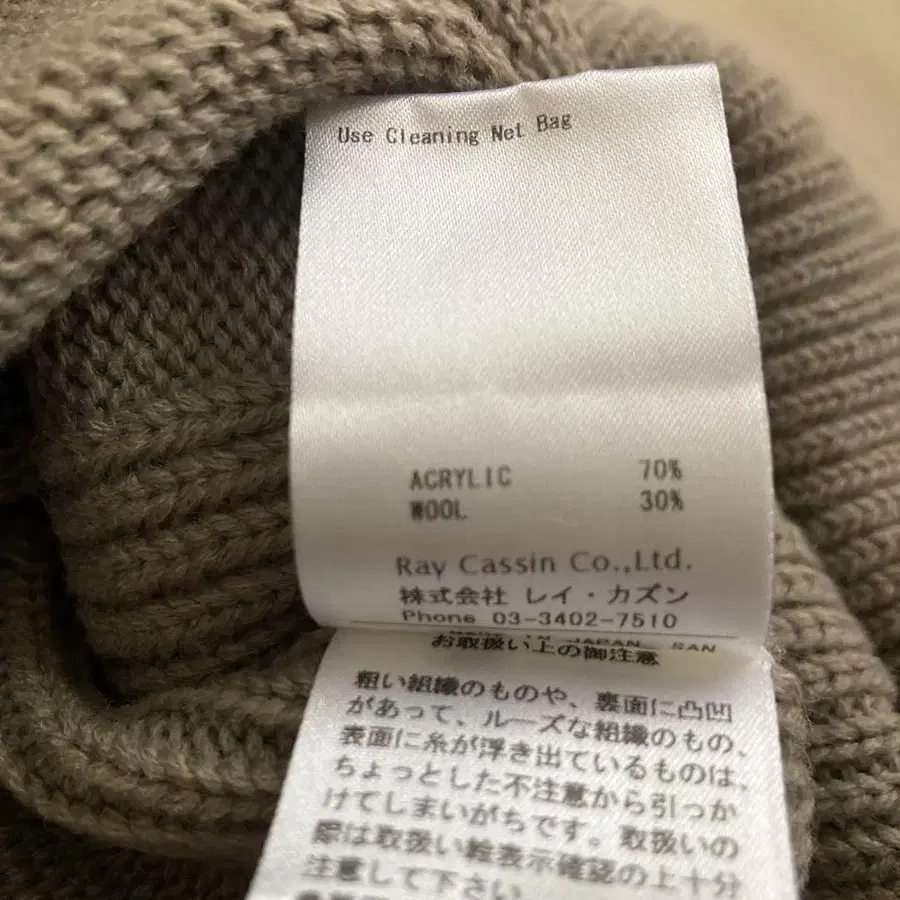 Use Cleaning Net Bag
ACRYLIC 70%
WOOL 30%
Ray Cassin Co.,Ltd.
株式会社 レイ・カズン
Phone 03-3402-7510
JAPAN SAN
お取扱い上の御注意
粗い組織のものや、裏面に凸凹
があって、ルーズな組織のもの、
表面に糸が浮き出ているものは、
ちょっとした不注意から引っか
けてしまいがちです。取扱いの
際は取扱い絵表示確認の上十分
注意して下さい